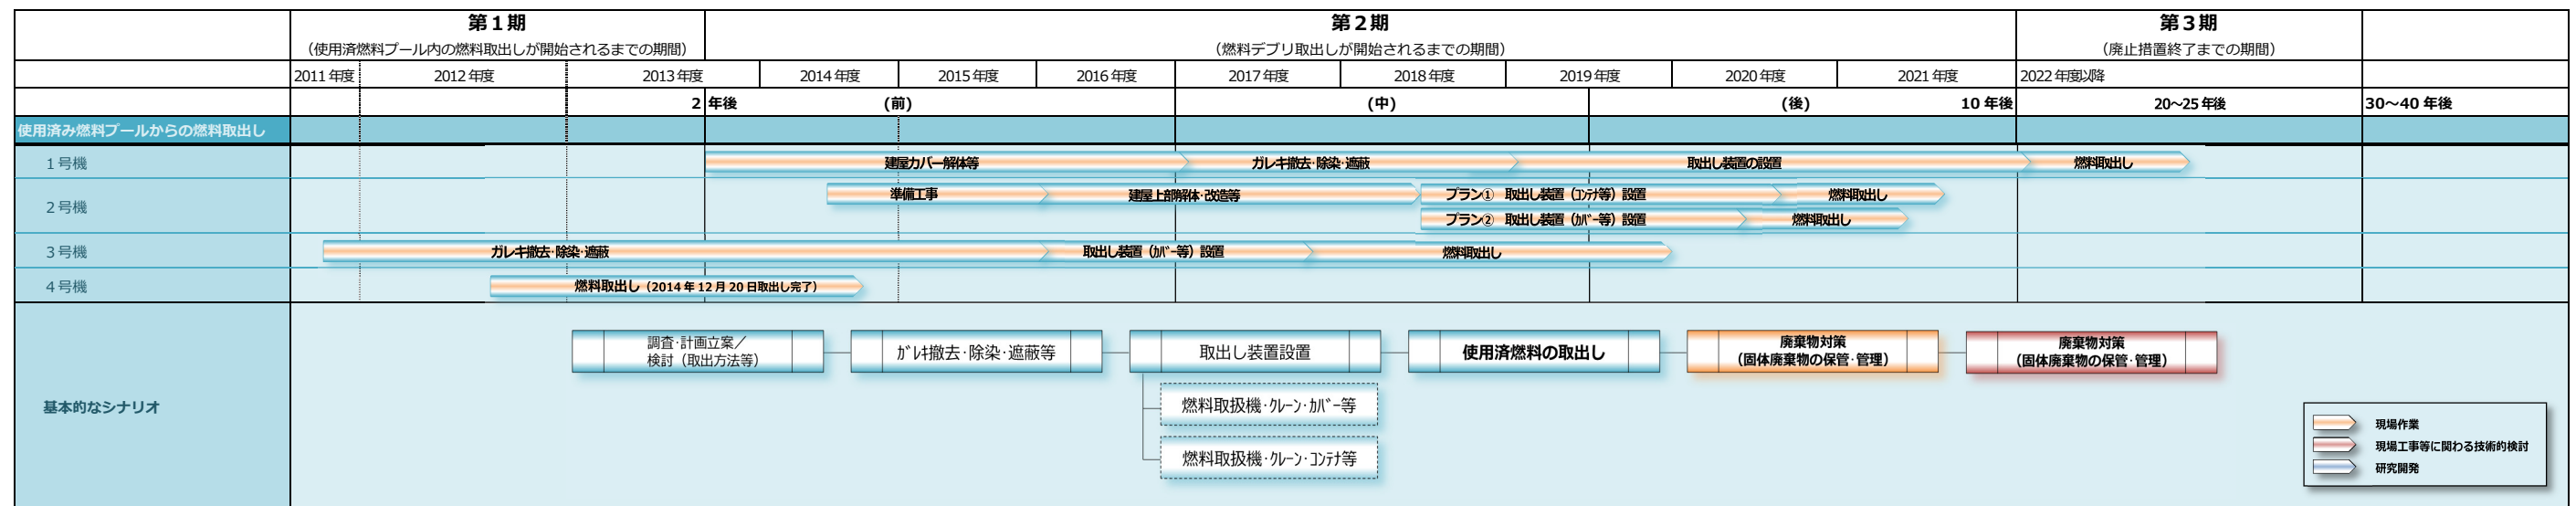 第１期
第２期
第３期
（使用済燃料プール内の燃料取出しが開始されるまでの期間）
（燃料デブリ取出しが開始されるまでの期間）
（廃止措置終了までの期間）
2011 年度
2012 年度
2013 年度
2014 年度
2015 年度
2016 年度
2017 年度
2018 年度
2019 年度
2020 年度
2021 年度
2022 年度以降
2 年後
（前）
（中）
（後）
10 年後
20～25 年後
30～40 年後
使用済み燃料プールからの燃料取出し
１号機
建屋カバー解体等
ガレキ撤去･除染･遮蔽
取出し装置の設置
燃料取出し
２号機
準備工事
建屋上部解体･改造等
プラン①　取出し装置（ｺﾝﾃﾅ等）設置
燃料取出し
プラン②　取出し装置（ｶﾊﾞｰ等）設置
燃料取出し
３号機
ガレキ撤去･除染･遮蔽
取出し装置（ｶﾊﾞｰ等）設置
燃料取出し
４号機
燃料取出し（2014 年 12 月 20 日取出し完了）
基本的なシナリオ
調査･計画立案／
検討（取出方法等）
ｶﾞﾚｷ撤去･除染･遮蔽等
取出し装置設置
使用済燃料の取出し
廃棄物対策
（固体廃棄物の保管･管理）
廃棄物対策
（固体廃棄物の保管･管理）
燃料取扱機･ｸﾚｰﾝ･ｶﾊﾞｰ等
燃料取扱機･ｸﾚｰﾝ･ｺﾝﾃﾅ等
現場作業
現場工事等に関わる技術的検討
研究開発